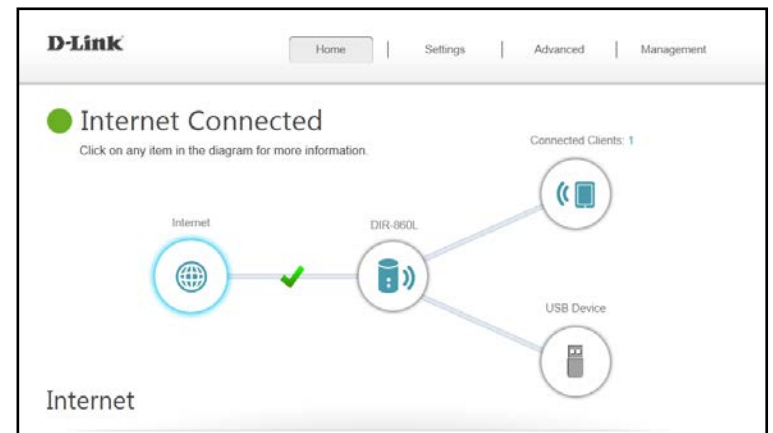 D-Link
Home | Settings | Advanced | Management
Internet Connected
Click on any item in the diagram for more information.
Connected Clients: 1
Internet
DIR-860L
USB Device
Internet